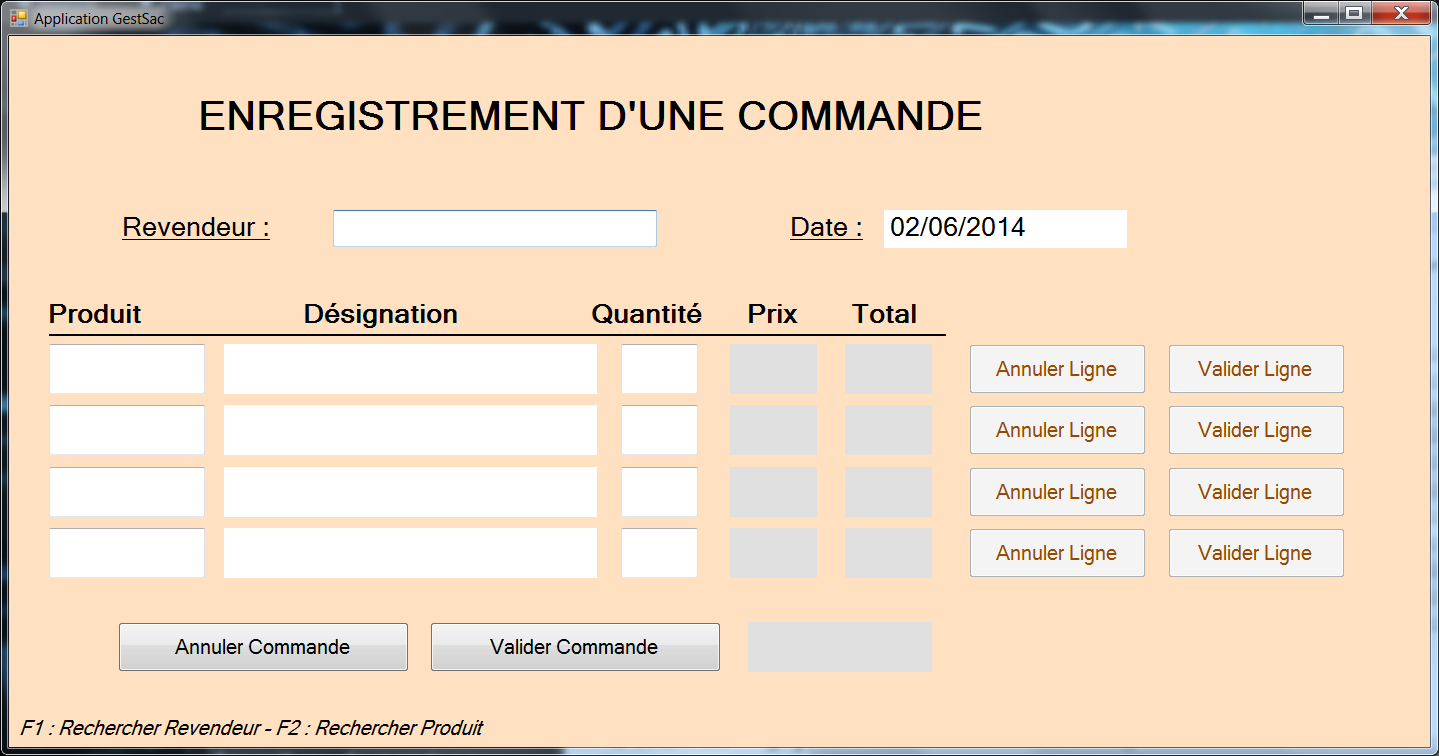 Application GestSac
ENREGISTREMENT D'UNE COMMANDE
Revendeur : Date : 02/06/2014
Produit Désignation Quantité Prix Total
Annuler Ligne Valider Ligne
Annuler Ligne Valider Ligne
Annuler Ligne Valider Ligne
Annuler Ligne Valider Ligne
Annuler Commande Valider Commande
F1 : Rechercher Revendeur - F2 : Rechercher Produit